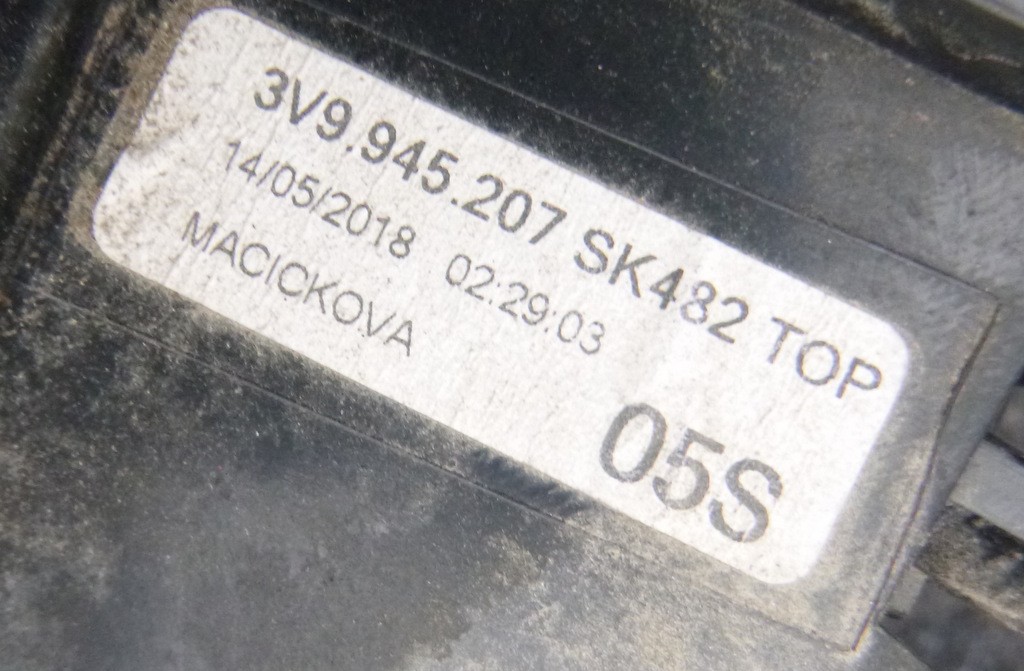 3V9.945.207 SK482 TOP
14/05/2018 02:29:03
MACICKOVA
05S